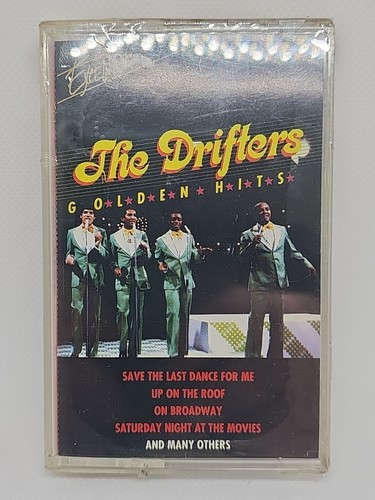 The Drifters
GOLDEN HITS
SAVE THE LAST DANCE FOR ME
UP ON THE ROOF
ON BROADWAY
SATURDAY NIGHT AT THE MOVIES
AND MANY OTHERS